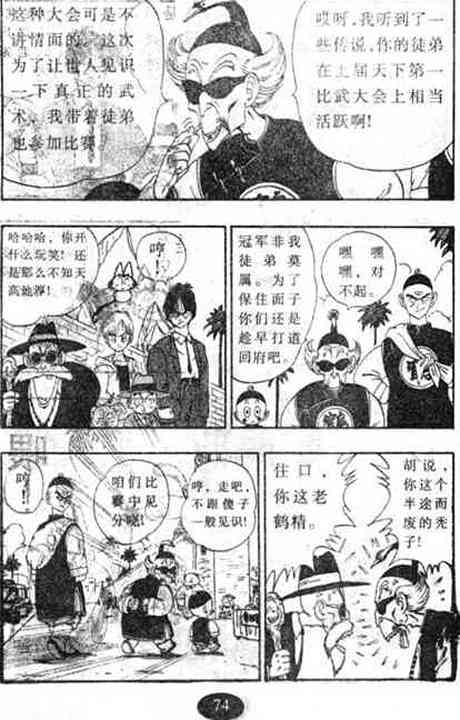 哎呀,我听到了一
些传说,你的徒弟
在上届天下第一
比武大会上相当
活跃啊!
这种大会可是不
讲情面的。这次
为了让世人见识
一下真正的武
术,我带着徒弟
也参加比赛。
嘿嘿
嘿,对
不起。
冠军非我
徒弟莫
属。为了
保住面子
你们还是
趁早打道
回府吧。
哼!
哈哈哈,你开
什么玩笑!还
是那么不知天
高地厚!
胡说,
你这个
半途而
废的秃
子!
住口,
你这老
鹤精。
哼,走吧,
不跟傻子
一般见识!
咱们比
赛中见
分晓!
哼!
74